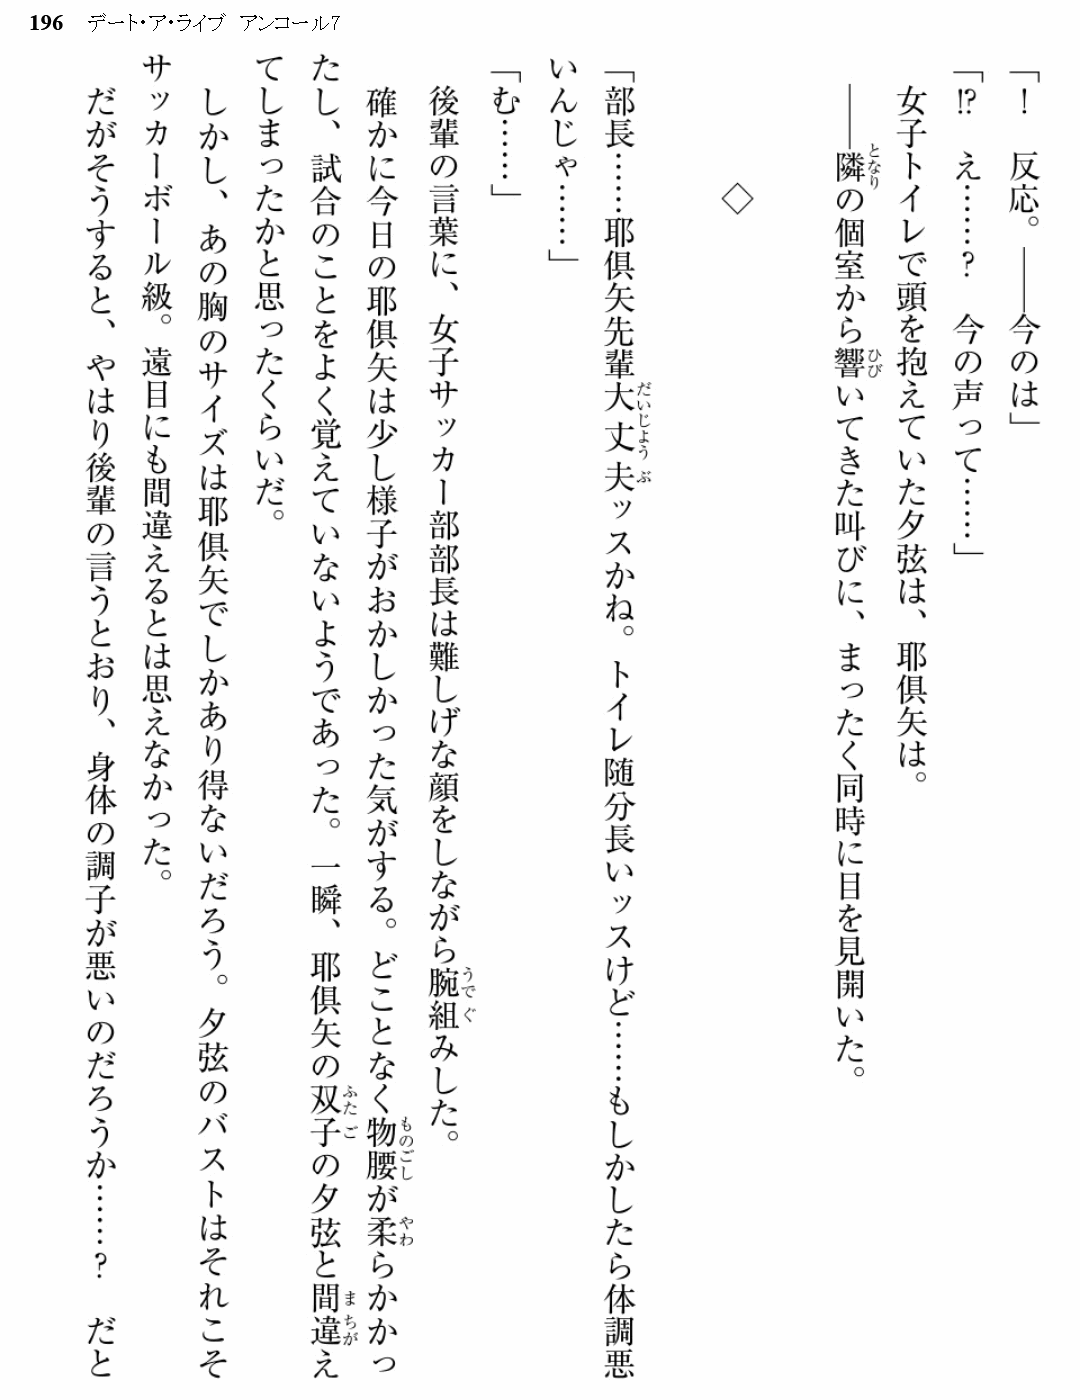 196 デート・ア・ライブ アンコール7
「！　反応。――今のは」
「!?　え……？　今の声って……」
女子トイレで頭を抱えていた夕弦は、耶倶矢は。
――隣の個室から響いてきた叫びに、まったく同時に目を見開いた。
◇
「部長……耶倶矢先輩大丈夫ッスかね。トイレ随分長いッスけど……もしかしたら体調悪
いんじゃ……」
「む……」
後輩の言葉に、女子サッカー部部長は難しげな顔をしながら腕組みした。
確かに今日の耶倶矢は少し様子がおかしかった気がする。どことなく物腰が柔らかかっ
たし、試合のことをよく覚えていないようであった。一瞬、耶倶矢の双子の夕弦と間違え
てしまったかと思ったくらいだ。
しかし、あの胸のサイズは耶倶矢でしかあり得ないだろう。夕弦のバストはそれこそ
サッカーボール級。遠目にも間違えるとは思えなかった。
だがそうすると、やはり後輩の言うとおり、身体の調子が悪いのだろうか……？　だと